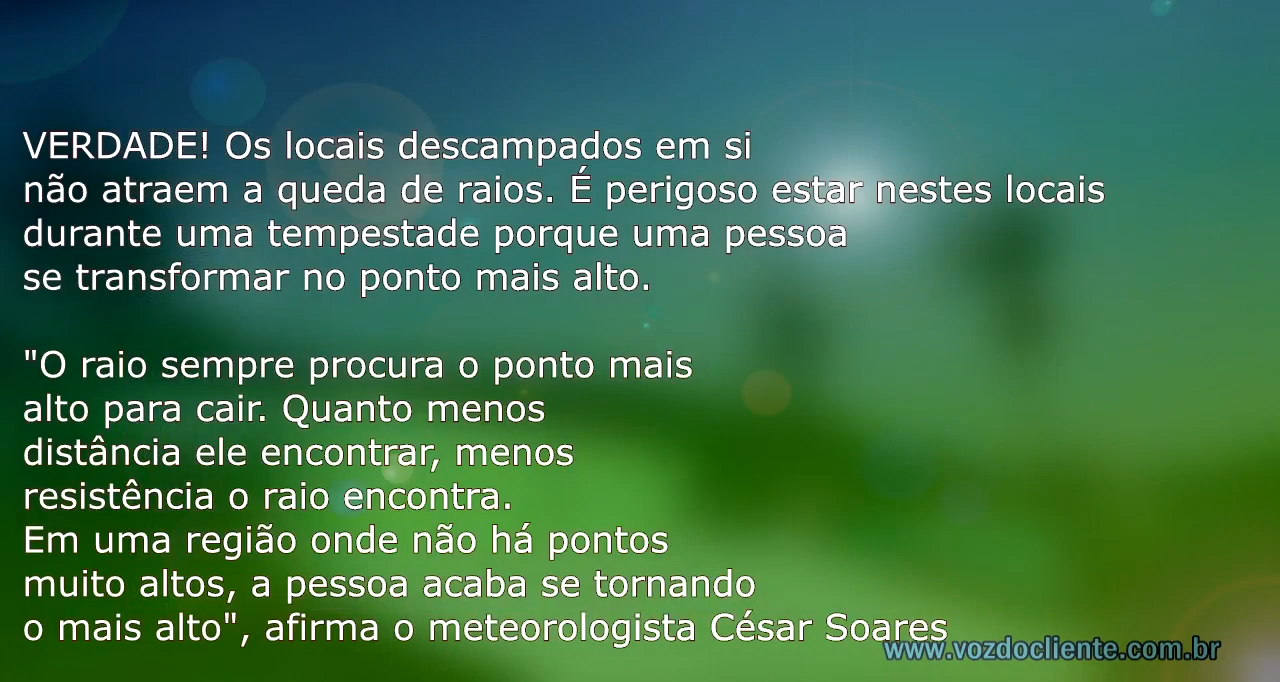 VERDADE! Os locais descampados em si
não atraem a queda de raios. É perigoso estar nestes locais
durante uma tempestade porque uma pessoa
se transformar no ponto mais alto.
"O raio sempre procura o ponto mais
alto para cair. Quanto menos
distância ele encontrar, menos
resistência o raio encontra.
Em uma região onde não há pontos
muito altos, a pessoa acaba se tornando
o mais alto", afirma o meteorologista César Soares
www.vozdocliente.com.br